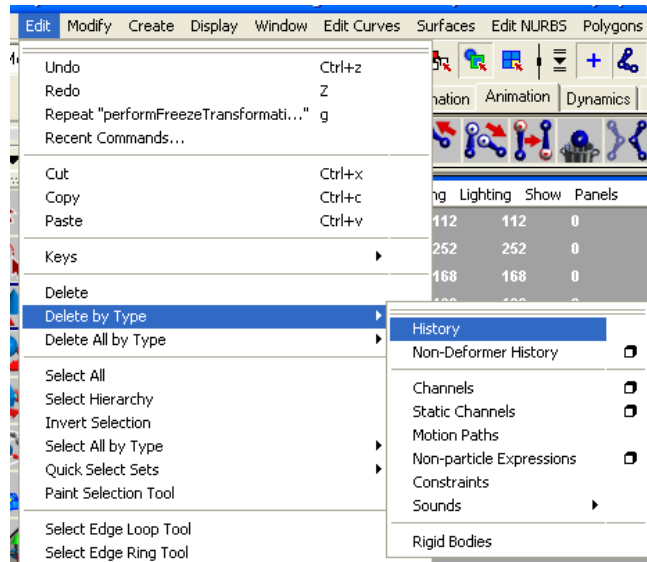 Edit Modify Create Display Window Edit Curves Surfaces Edit NURBS Polygons
Undo Ctrl+z
Redo Z
Repeat "performFreezeTransformati..." g
Recent Commands...
Cut Ctrl+x
Copy Ctrl+c
Paste Ctrl+v
Keys
Delete
Delete by Type
Delete All by Type
Select All
Select Hierarchy
Invert Selection
Select All by Type
Quick Select Sets
Paint Selection Tool
Select Edge Loop Tool
Select Edge Ring Tool
mation Animation Dynamics
ng Lighting Show Panels
112 112 0
252 252 0
168 168 0
History
Non-Deformer History
Channels
Static Channels
Motion Paths
Non-particle Expressions
Constraints
Sounds
Rigid Bodies